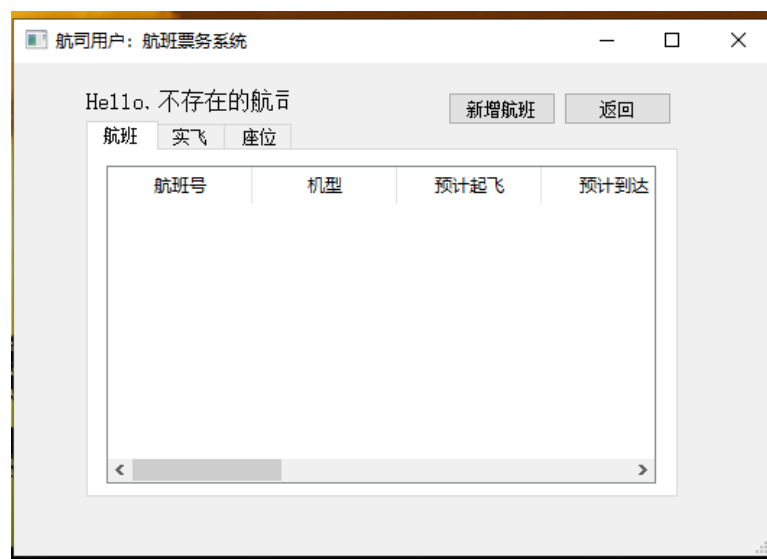 航司用户：航班票务系统
Hello, 不存在的航司
新增航班 返回
航班 实飞 座位
航班号 机型 预计起飞 预计到达